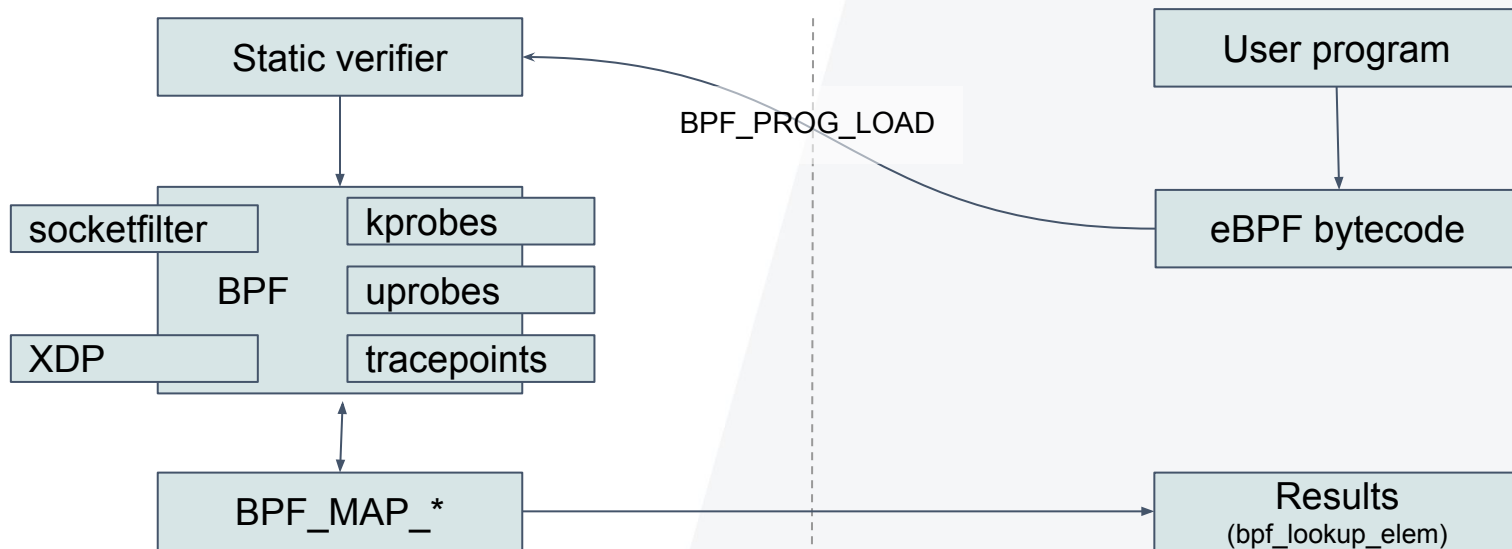 Static verifier
User program
BPF_PROG_LOAD
socketfilter
kprobes
eBPF bytecode
BPF
uprobes
XDP
tracepoints
BPF_MAP_*
Results
(bpf_lookup_elem)